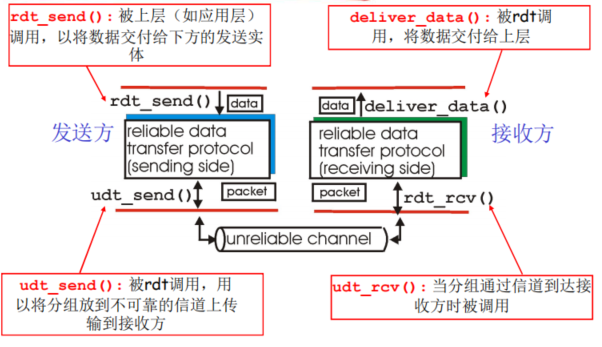 rdt_send()：被上层（如应用层）
调用，以将数据交付给下方的发送实
体
deliver_data()：被rdt调
用，将数据交付给上层
rdt_send()
data
data
deliver_data()
发送方
reliable data
transfer protocol
(sending side)
reliable data
transfer protocol
(receiving side)
接收方
udt_send()
packet
packet
rdt_rcv()
unreliable channel
udt_send()：被rdt调用，用
以将分组放到不可靠的信道上传
输到接收方
udt_rcv()：当分组通过信道到达接
收方时被调用